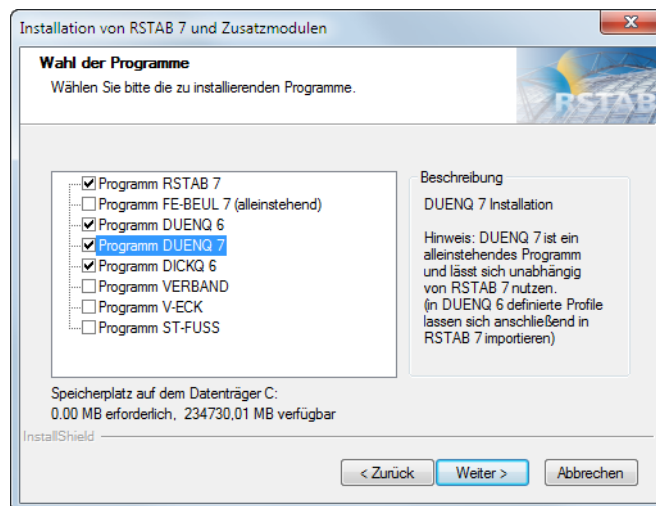 Installation von RSTAB 7 und Zusatzmodulen
Wahl der Programme
Wählen Sie bitte die zu installierenden Programme.
RSTAB
Programm RSTAB 7
Programm FE-BEUL 7 (alleinstehend)
Programm DUENQ 6
Programm DUENQ 7
Programm DICKQ 6
Programm VERBAND
Programm V-ECK
Programm ST-FUSS
Beschreibung
DUENQ 7 Installation
Hinweis: DUENQ 7 ist ein
alleinstehendes Programm
und lässt sich unabhängig
von RSTAB 7 nutzen.
(in DUENQ 6 definierte Profile
lassen sich anschließend in
RSTAB 7 importieren)
Speicherplatz auf dem Datenträger C:
0.00 MB erforderlich, 234730,01 MB verfügbar
InstallShield
< Zurück
Weiter >
Abbrechen